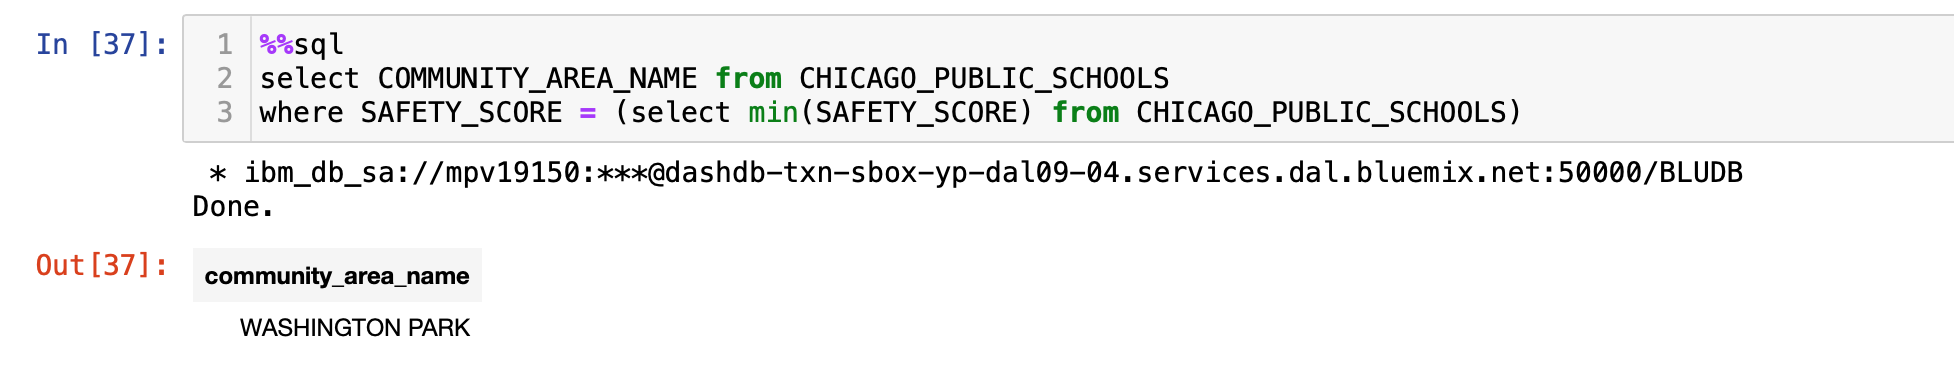 In [37]:
1 %%sql
2 select COMMUNITY_AREA_NAME from CHICAGO_PUBLIC_SCHOOLS
3 where SAFETY_SCORE = (select min(SAFETY_SCORE) from CHICAGO_PUBLIC_SCHOOLS)
* ibm_db_sa://mpv19150:***@dashdb-txn-sbox-yp-dal09-04.services.dal.bluemix.net:50000/BLUDB
Done.
Out[37]:
community_area_name
WASHINGTON PARK